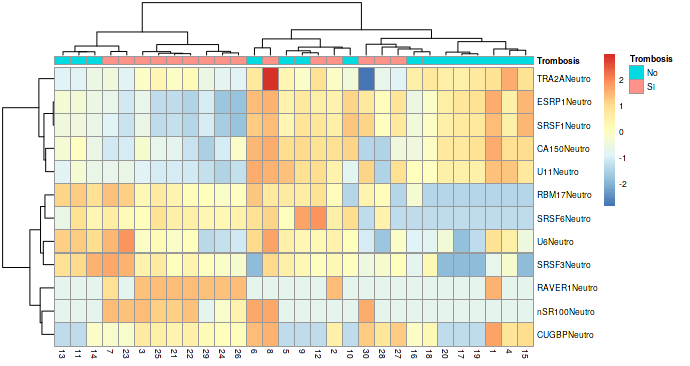 Trombosis
TRA2ANeutro
ESRP1Neutro
SRSF1Neutro
CA150Neutro
U11Neutro
RBM17Neutro
SRSF6Neutro
U6Neutro
SRSF3Neutro
RAVER1Neutro
nSR100Neutro
CUGBPNeutro
13 11 14 7 23 3 25 21 22 29 24 26 6 8 5 9 12 2 10 30 28 27 16 18 20 17 19 1 4 15
2
1
0
-1
-2
Trombosis
No
SI